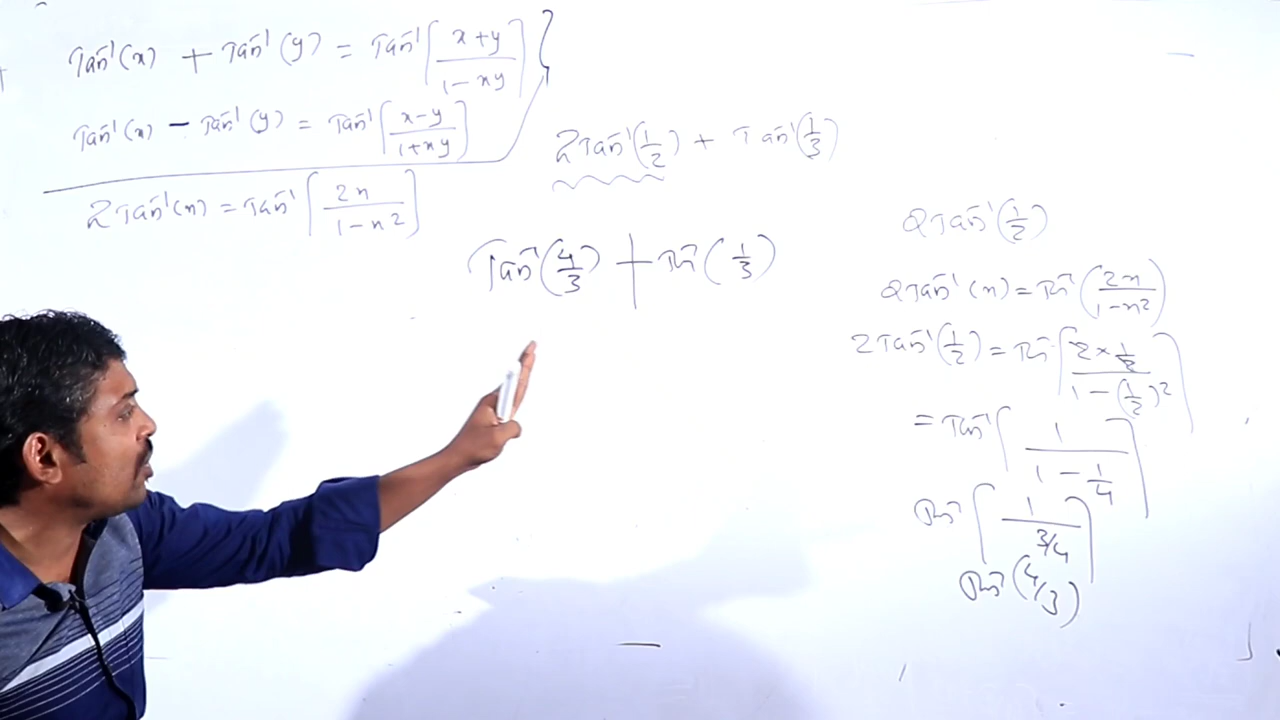 Tan⁻¹(x) + Tan⁻¹(y) = Tan⁻¹[(x+y)/(1-xy)]
Tan⁻¹(x) - Tan⁻¹(y) = Tan⁻¹[(x-y)/(1+xy)]
2Tan⁻¹(x) = Tan⁻¹[2x/(1-x²)]
2Tan⁻¹(1/2) + Tan⁻¹(1/3)
Tan⁻¹(4/3) + Tan⁻¹(1/3)
2Tan⁻¹(1/2)
2Tan⁻¹(x) = Tan⁻¹(2x/(1-x²))
2Tan⁻¹(1/2) = Tan⁻¹[(2×1/2)/(1-(1/2)²)]
= Tan⁻¹[1/(1-1/4)]
Tan⁻¹[1/(3/4)]
Tan⁻¹(4/3)